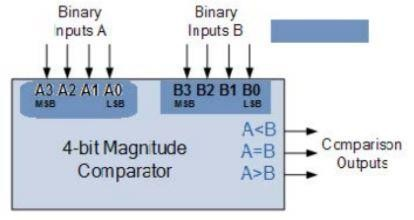 Binary
Inputs A
Binary
Inputs B
A3 A2 A1 A0
MSB LSB
B3 B2 B1 B0
MSB LSB
A<B
A=B
A>B
4-bit Magnitude
Comparator
Comparison
Outputs